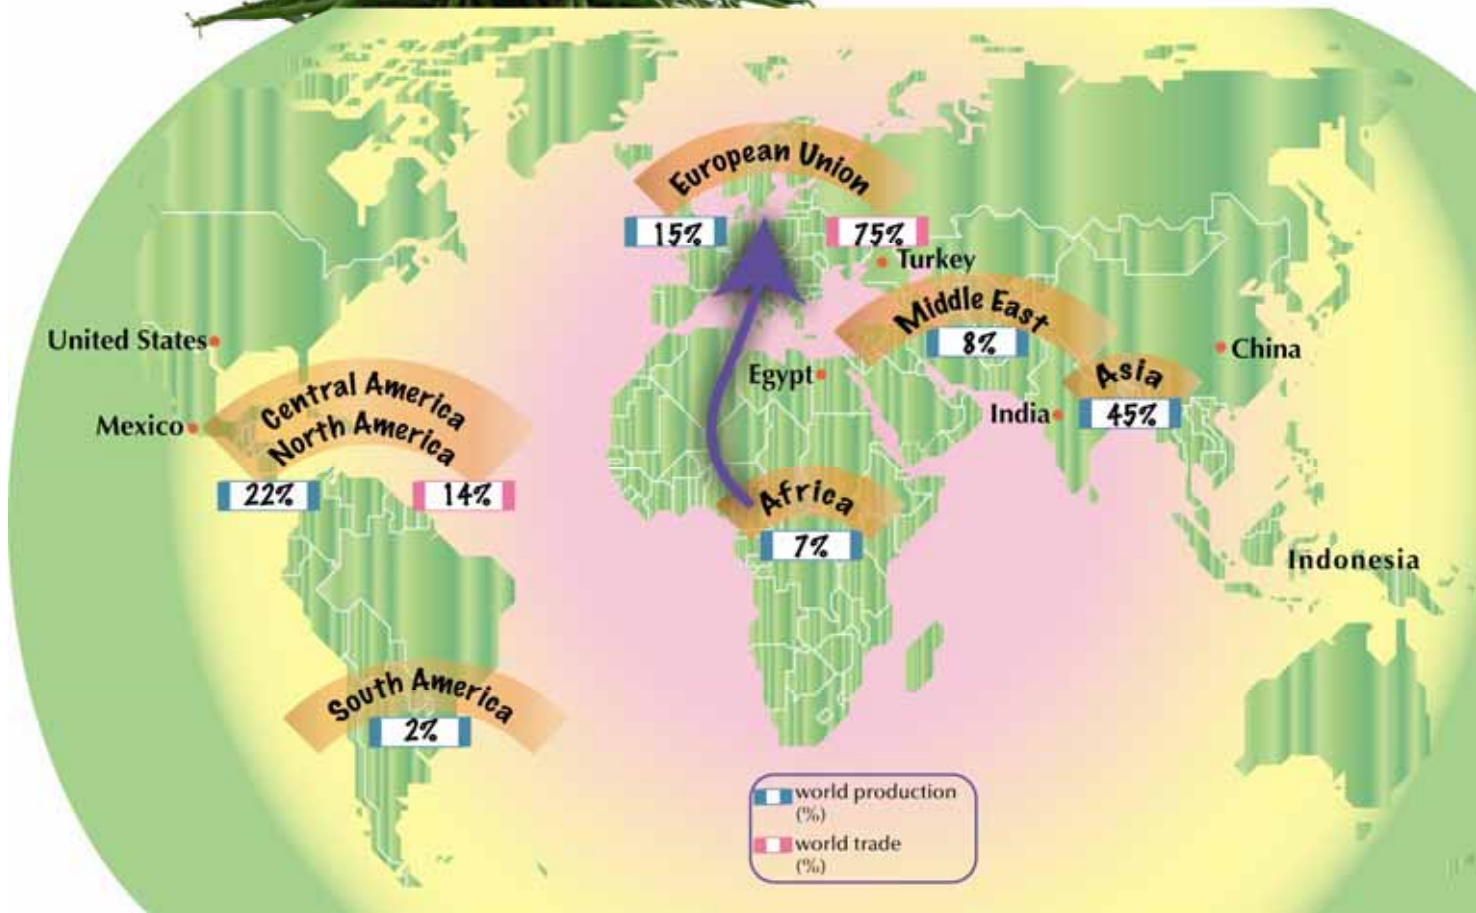 European Union
15%
75%
Turkey
Middle East
8%
United States
China
Egypt
Asia
45%
India
Central America
North America
Mexico
22%
14%
Africa
7%
Indonesia
South America
2%
world production
(%)
world trade
(%)